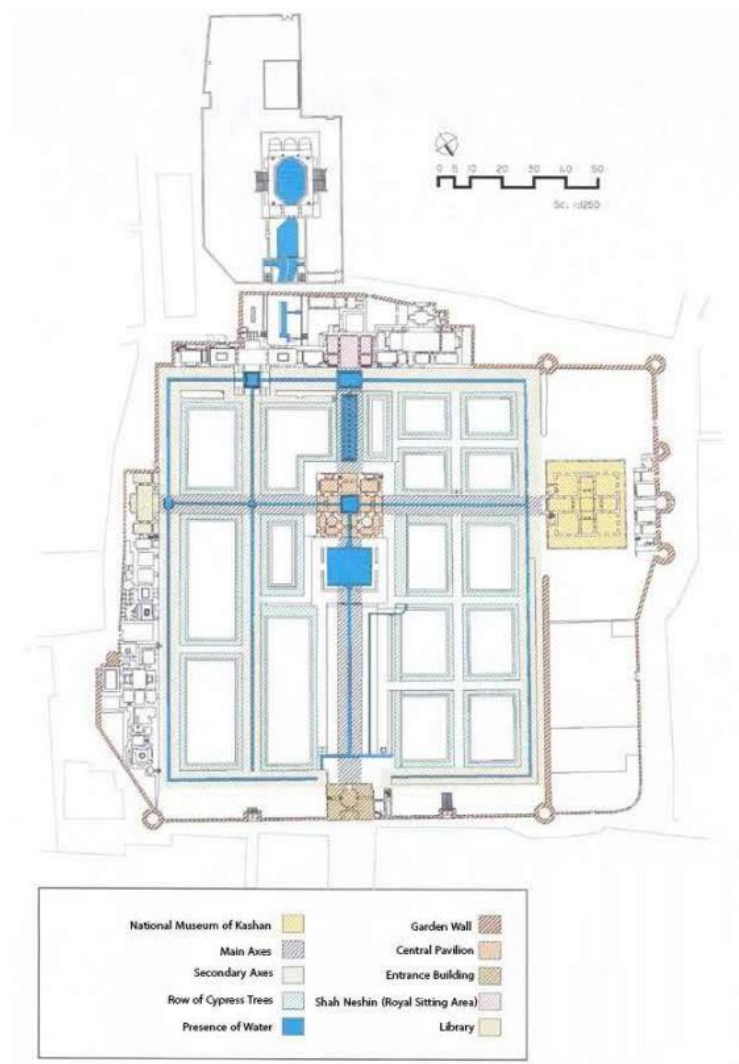 0 5 10 20 30 40 50
Sc. 1:1250
National Museum of Kashan
Garden Wall
Main Axes
Central Pavilion
Secondary Axes
Entrance Building
Row of Cypress Trees
Shah Neshin (Royal Sitting Area)
Presence of Water
Library